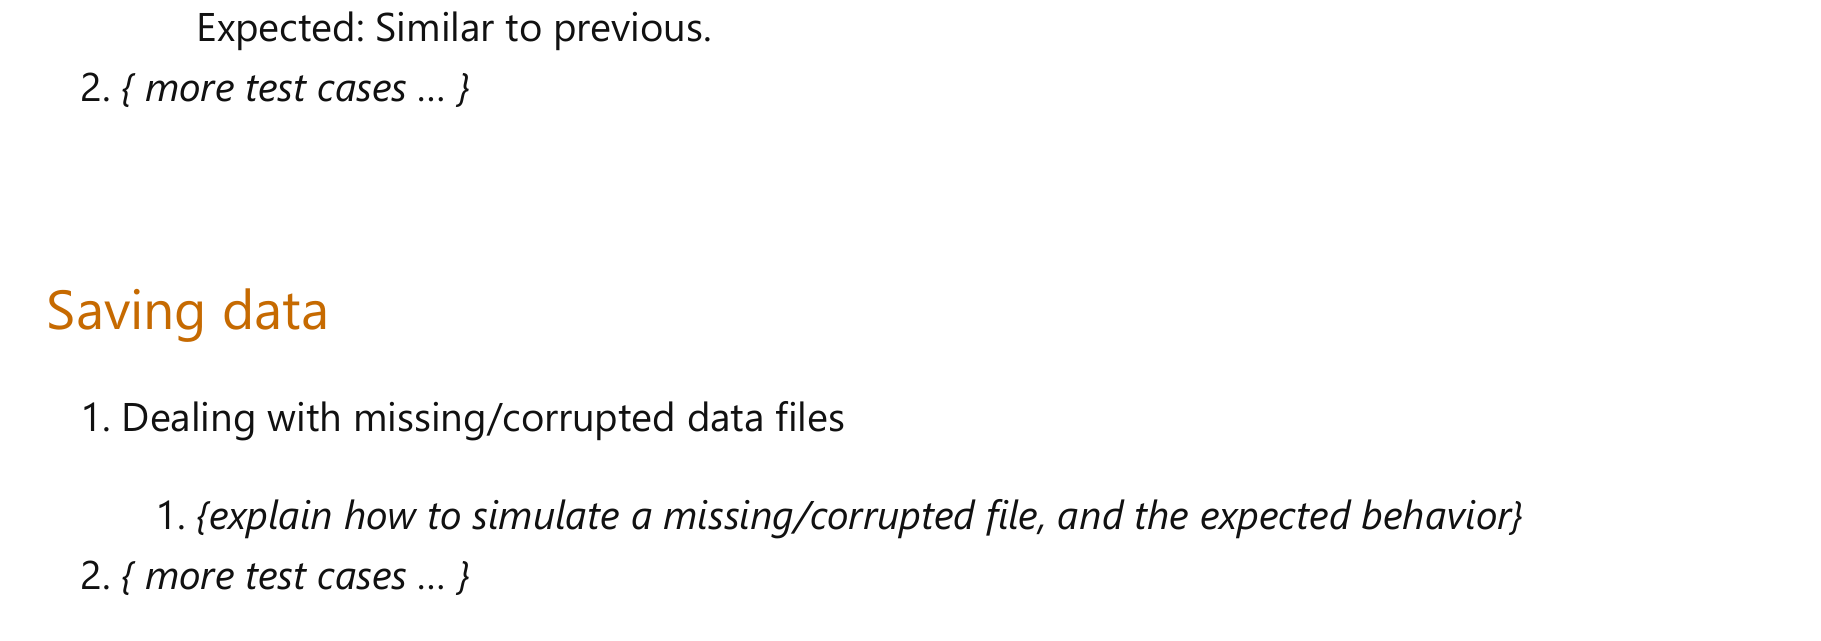 Expected: Similar to previous.
2. { more test cases … }
Saving data
1. Dealing with missing/corrupted data files
1. {explain how to simulate a missing/corrupted file, and the expected behavior}
2. { more test cases … }